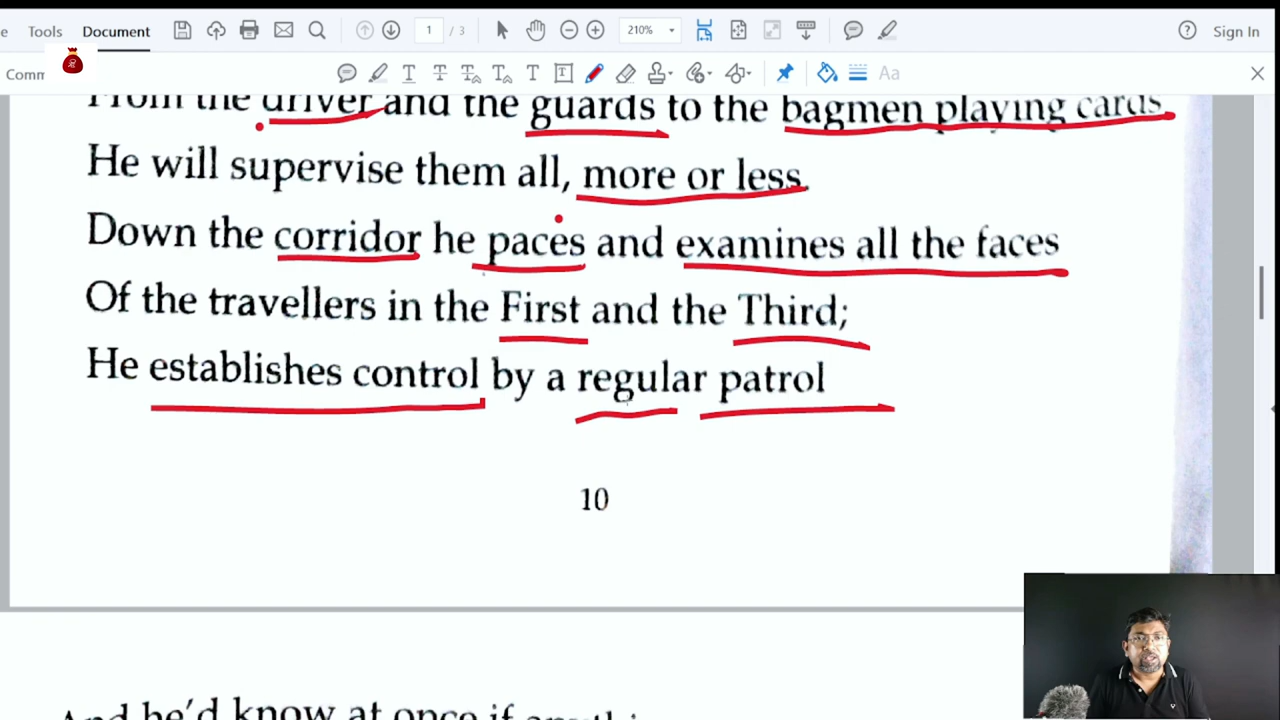 Tools Document 1 / 3 210% Sign In
Comm Aa
From the driver and the guards to the bagmen playing cards
He will supervise them all, more or less.
Down the corridor he paces and examines all the faces
Of the travellers in the First and the Third;
He establishes control by a regular patrol
10
And he'd know at once if